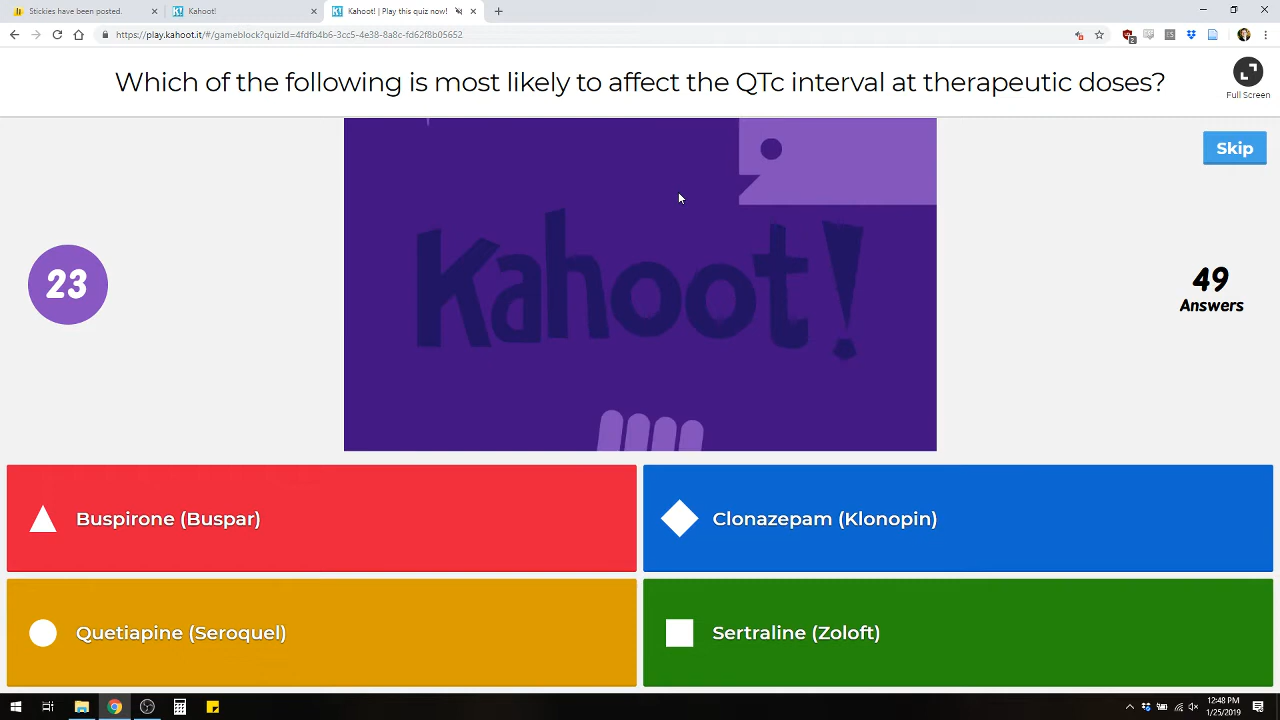 Stickies have been posted.
Kahoot!
Kahoot! | Play this quiz now!
https://play.kahoot.it/#/gameblock?quizId=4fdfb4b6-3cc5-4e38-8a8c-fd62f8b05652
Which of the following is most likely to affect the QTc interval at therapeutic doses?
Full Screen
Skip
Kahoot!
23
49
Answers
Buspirone (Buspar)
Clonazepam (Klonopin)
Quetiapine (Seroquel)
Sertraline (Zoloft)
12:48 PM
1/25/2019